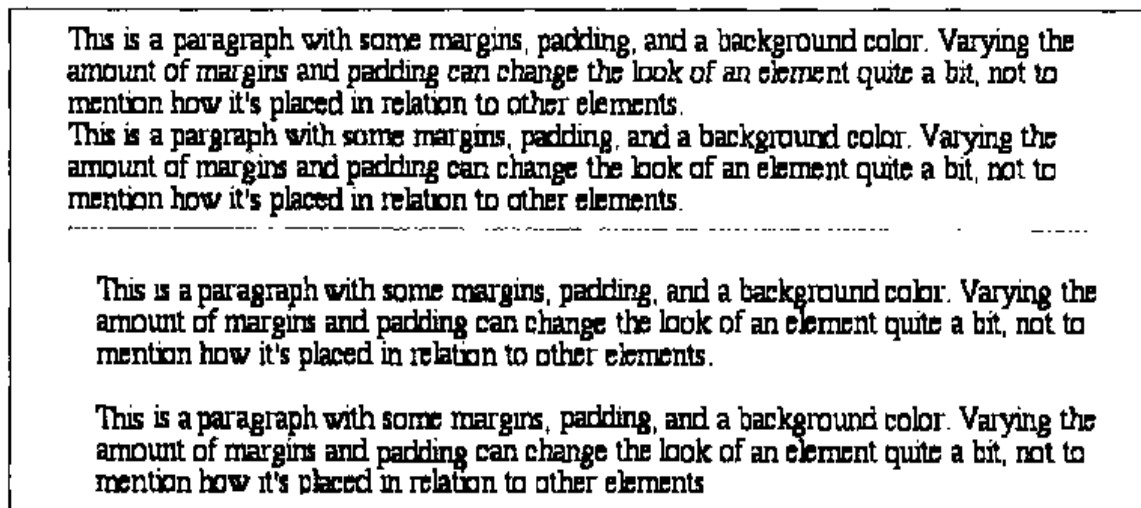 This is a paragraph with some margins, padding, and a background color. Varying the
amount of margins and padding can change the look of an element quite a bit, not to
mention how it's placed in relation to other elements.
This is a pargraph with some margins, padding, and a background color. Varying the
amount of margins and padding can change the look of an element quite a bit, not to
mention how it's placed in relation to other elements.
This is a paragraph with some margins, padding, and a background color. Varying the
amount of margins and padding can change the look of an element quite a bit, not to
mention how it's placed in relation to other elements.
This is a paragraph with some margins, padding, and a background color. Varying the
amount of margins and padding can change the look of an element quite a bit, not to
mention how it's placed in relation to other elements